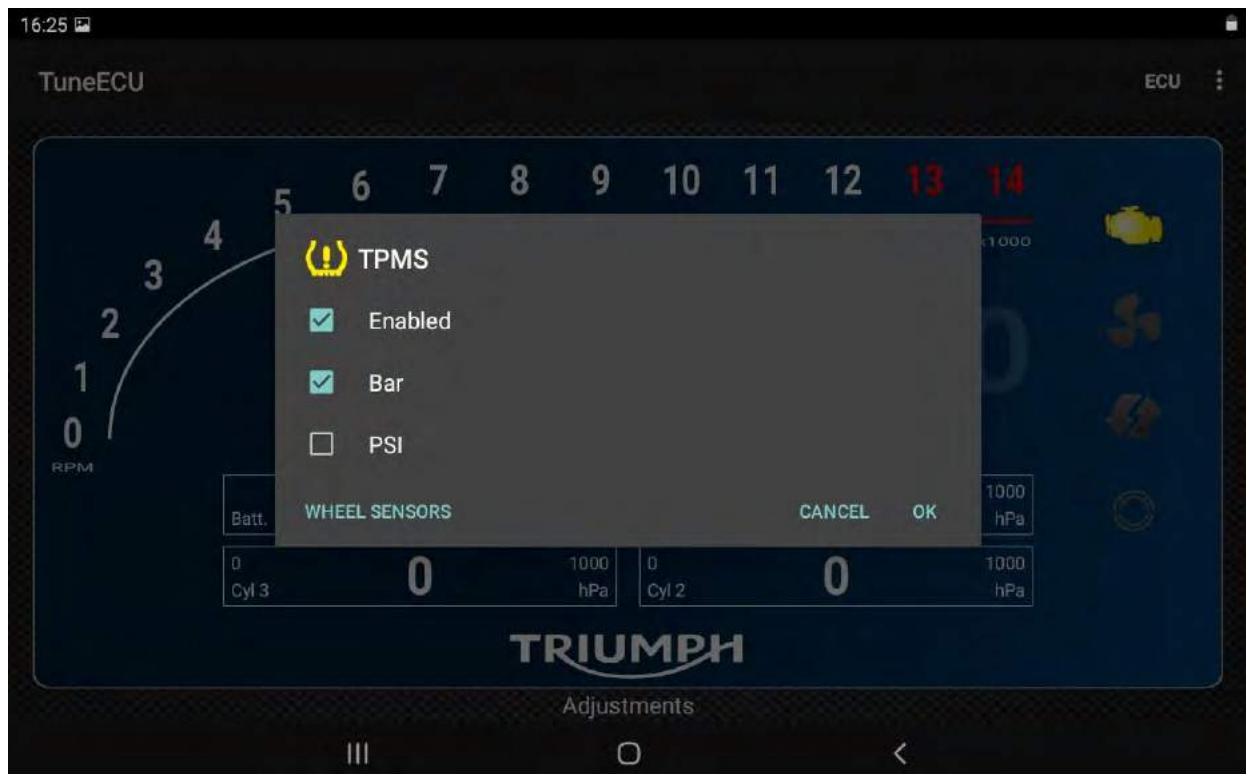 16:25
TuneECU
ECU
0 1 2 3 4 5 6 7 8 9 10 11 12 13 14
RPM
x1000
TPMS
Enabled
Bar
PSI
WHEEL SENSORS
CANCEL
OK
0
Batt.
1000
hPa
0
Cyl 3
0
1000
hPa
0
Cyl 2
0
1000
hPa
TRIUMPH
Adjustments